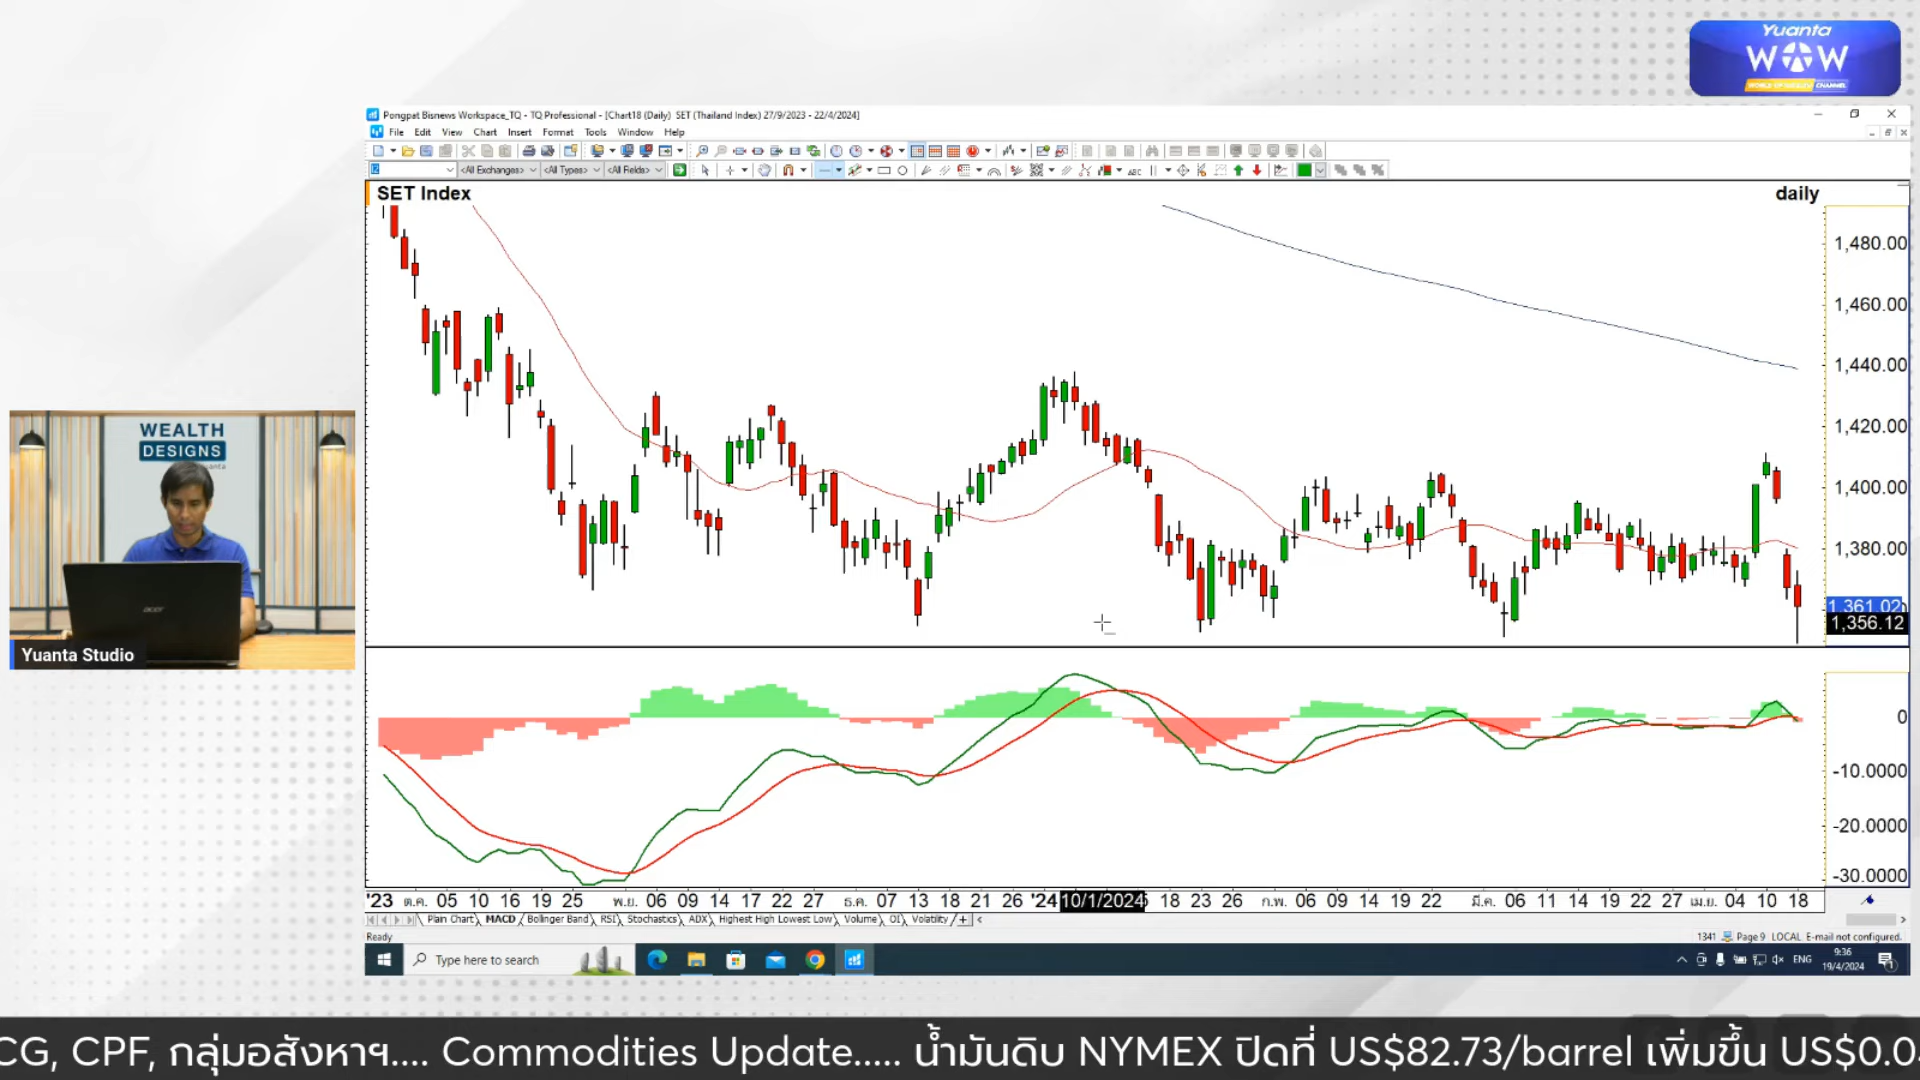 Yuanta
WOW
WORLD OF WEALTH CHANNEL
Pongpat Bisnews Workspace_TQ - TQ Professional - [Chart18 (Daily) SET (Thailand Index) 27/9/2023 - 22/4/2024]
File Edit View Chart Insert Format Tools Window Help
<All Exchanges> <All Types> <All Fields>
ABC
SET Index
daily
1,480.00
1,460.00
1,440.00
1,420.00
1,400.00
1,380.00
1,361.02
1,356.12
WEALTH
DESIGNS
acer
Yuanta Studio
0
-10.0000
-20.0000
-30.0000
'23 ต.ค. 05 10 16 19 25 พ.ย. 06 09 14 17 22 27 ธ.ค. 07 13 18 21 26 '24 10/1/2024 18 23 26 ก.พ. 06 09 14 19 22 มี.ค. 06 11 14 19 22 27 เม.ย. 04 10 18
Plain Chart MACD Bolinger Band RSI Stochastics ADX Highest High Lowest Low Volume OI Volatility
Ready
1341 Page 9 LOCAL E-mail not configured.
Type here to search
ENG
9:36
19/4/2024
CG, CPF, กลุ่มอสังหาฯ.... Commodities Update..... น้ำมันดิบ NYMEX ปิดที่ US$82.73/barrel เพิ่มขึ้น US$0.0